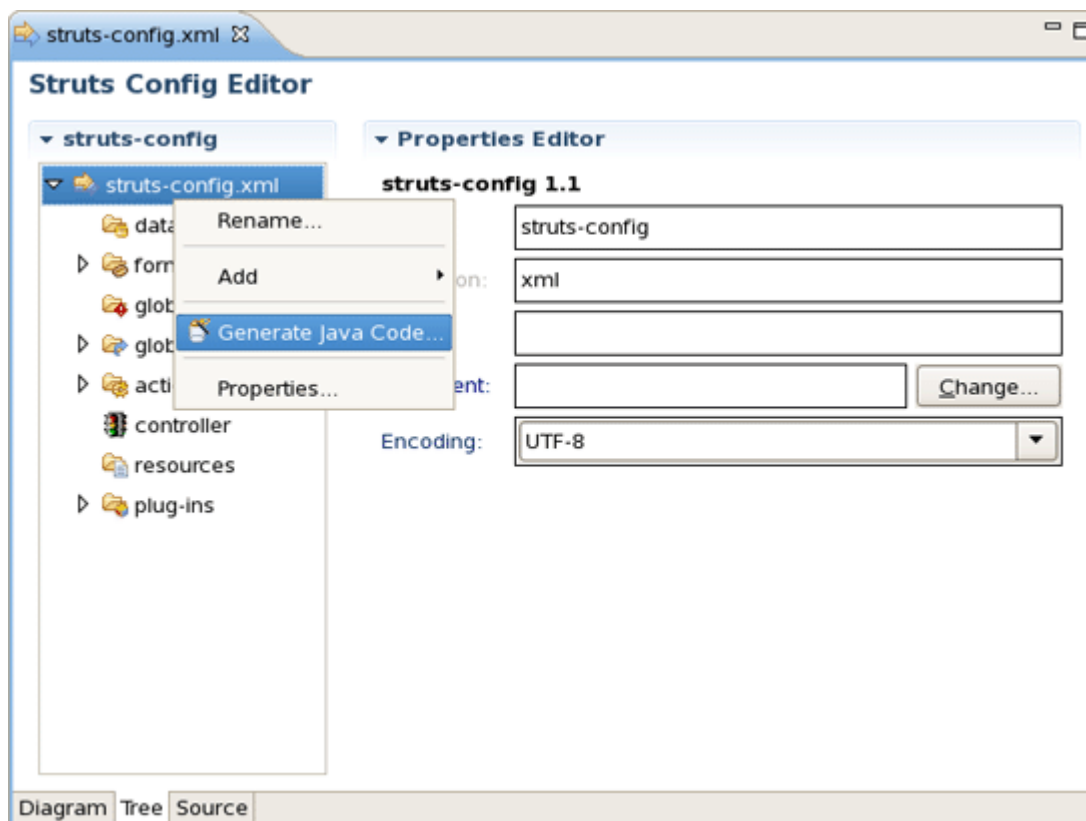 struts-config.xml
Struts Config Editor
struts-config
Properties Editor
struts-config.xml
struts-config 1.1
Rename...
data
struts-config
form
Add
on:
xml
glob
Generate Java Code...
glob
acti
Properties...
ent:
Change...
controller
Encoding:
UTF-8
resources
plug-ins
Diagram
Tree
Source